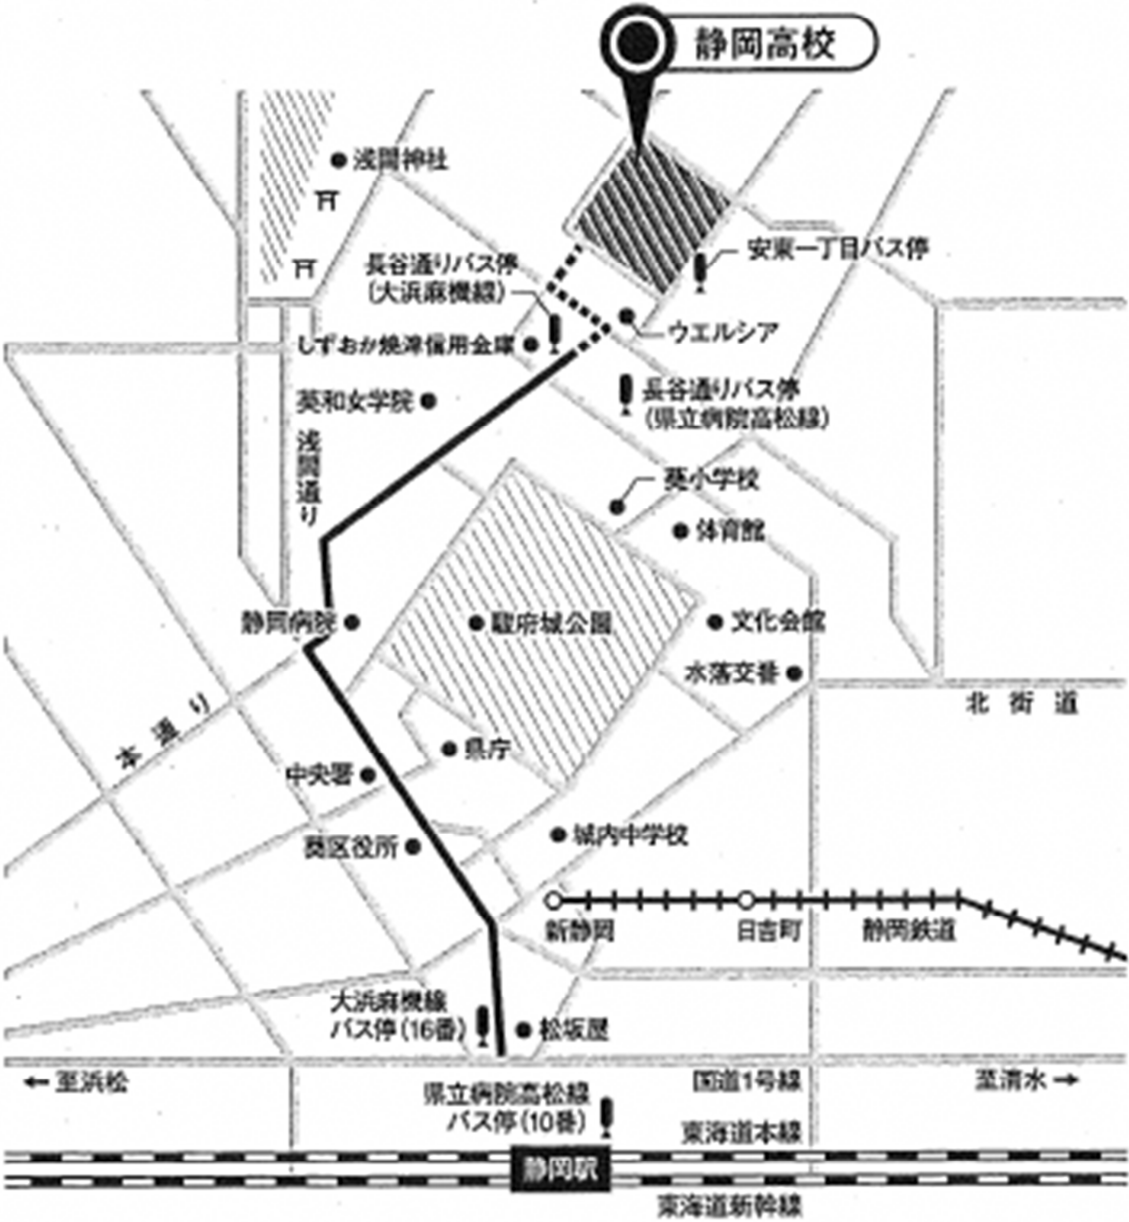 静岡高校
浅間神社
安東一丁目バス停
長谷通りバス停
(大浜麻機線)
ウエルシア
しずおか焼津信用金庫
長谷通りバス停
(県立病院高松線)
英和女学院
浅間通り
葵小学校
体育館
静岡病院
駿府城公園
文化会館
水落交番
北街道
本通り
県庁
中央署
城内中学校
葵区役所
新静岡
日吉町
静岡鉄道
大浜麻機線
バス停(16番)
松坂屋
←至浜松
国道1号線
至清水→
県立病院高松線
バス停(10番)
東海道本線
静岡駅
東海道新幹線